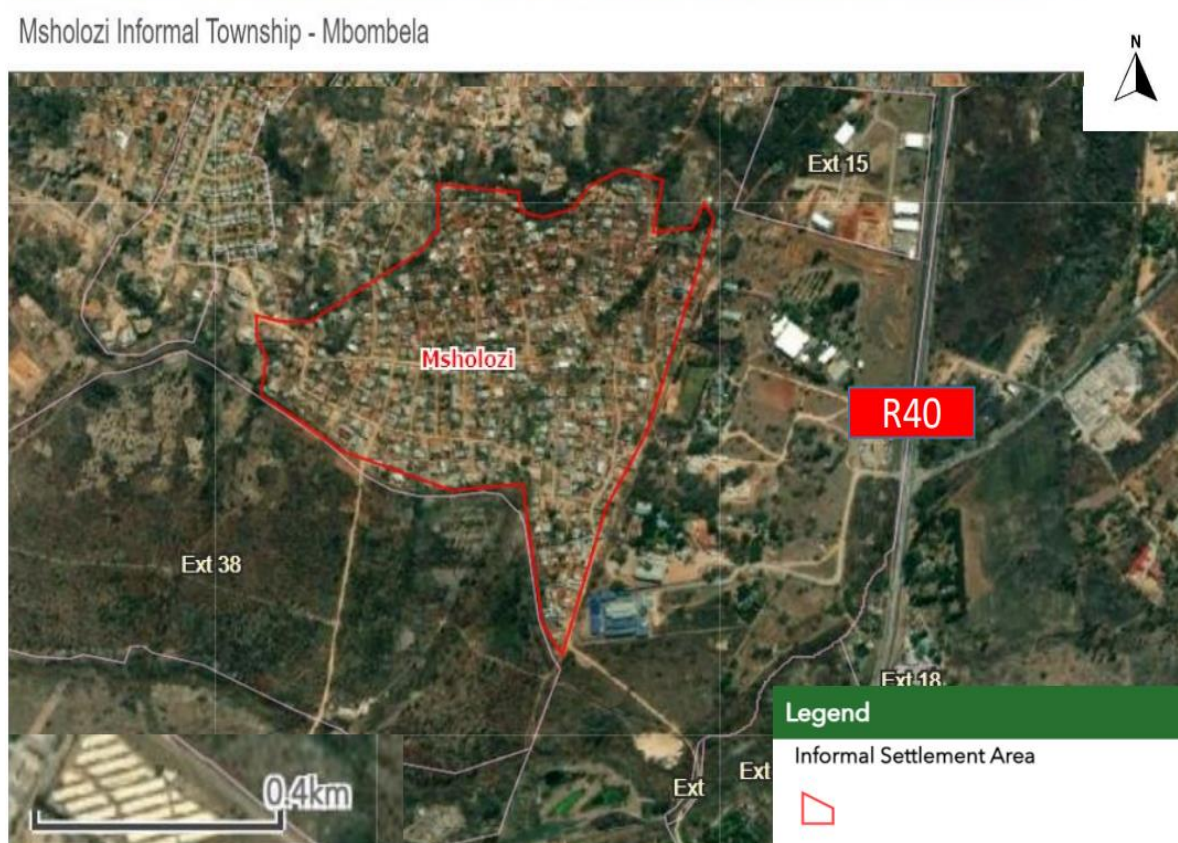 Msholozi Informal Township - Mbombela
N
Ext 15
Msholozi
R40
Ext 38
Ext 18
Legend
Informal Settlement Area
0.4km
Ext
Ext